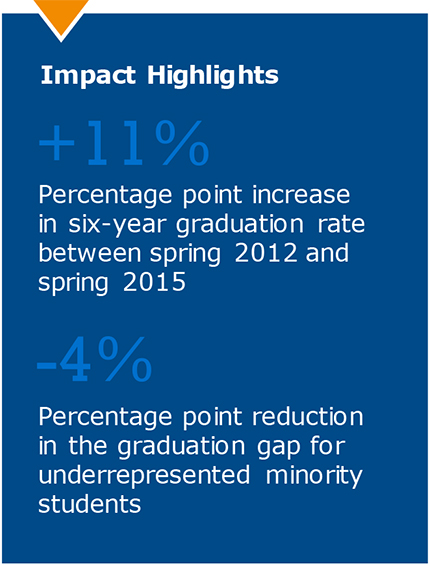 Impact Highlights
+11%
Percentage point increase
in six-year graduation rate
between spring 2012 and
spring 2015
-4%
Percentage point reduction
in the graduation gap for
underrepresented minority
students